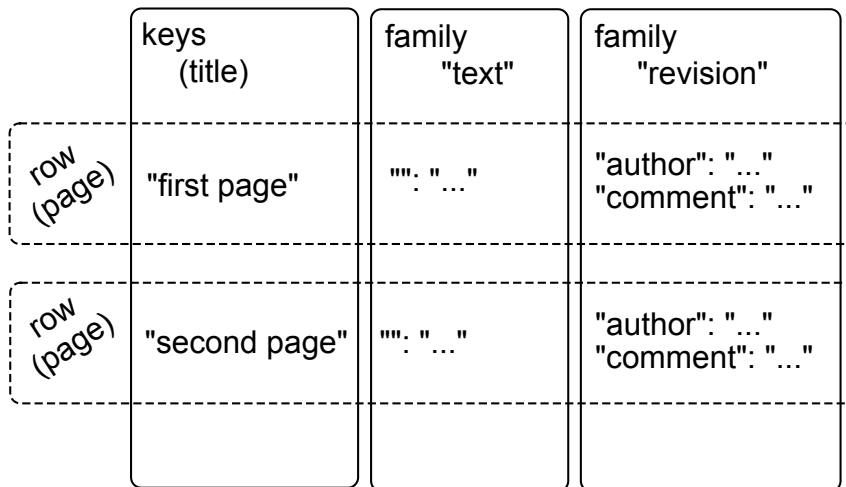 keys
(title)
family
"text"
family
"revision"
row
(page)
"first page"
"": "..."
"author": "..."
"comment": "..."
row
(page)
"second page"
"": "..."
"author": "..."
"comment": "..."